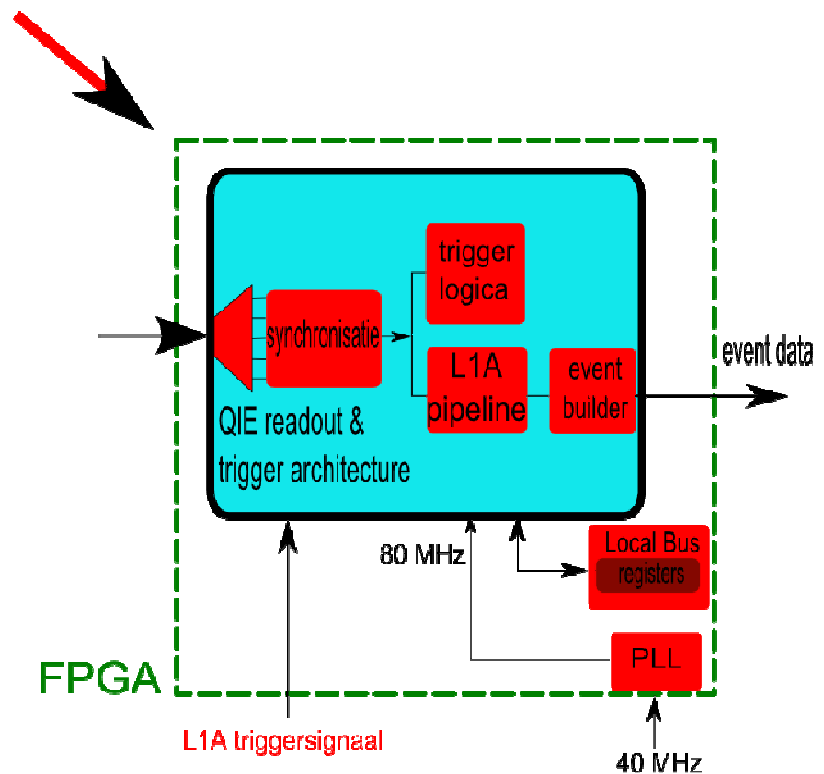 trigger
logica
synchronisatie
L1A
pipeline
event
builder
event data
QIE readout &
trigger architecture
80 MHz
Local Bus
registers
PLL
FPGA
L1A triggersignaal
40 MHz